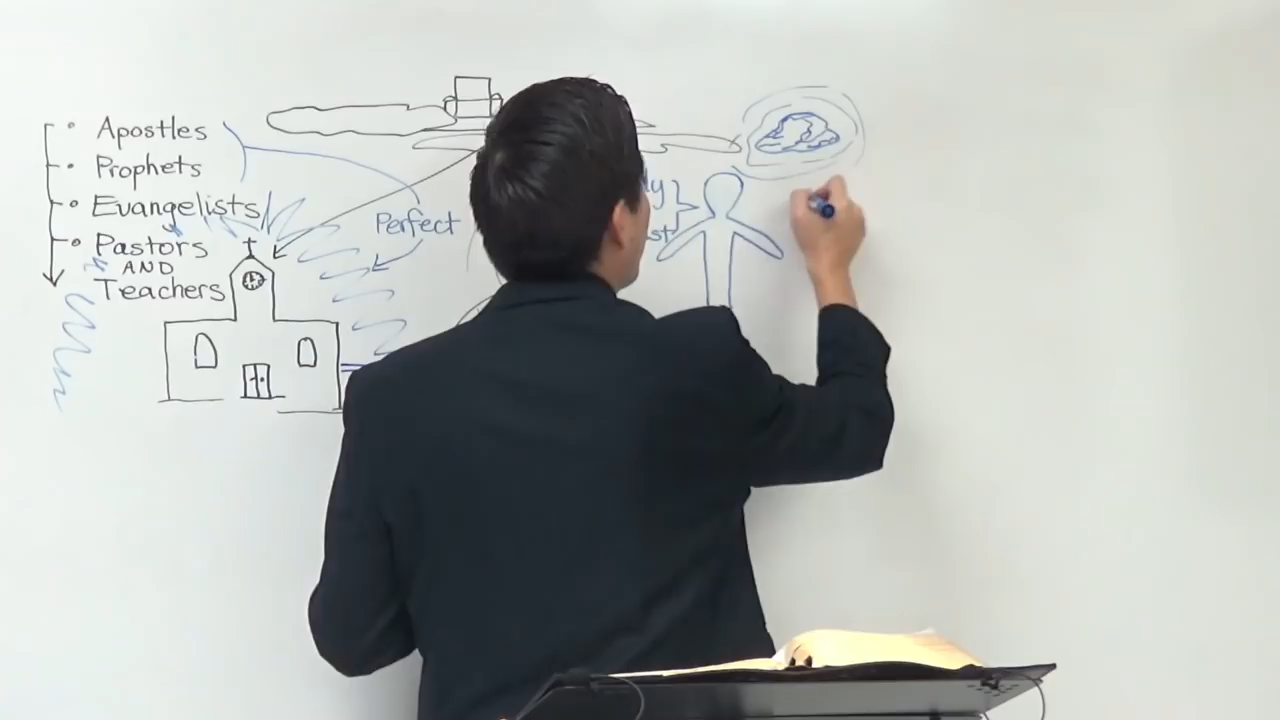 Apostles
Prophets
Evangelists
Pastors
AND
Teachers
Perfect